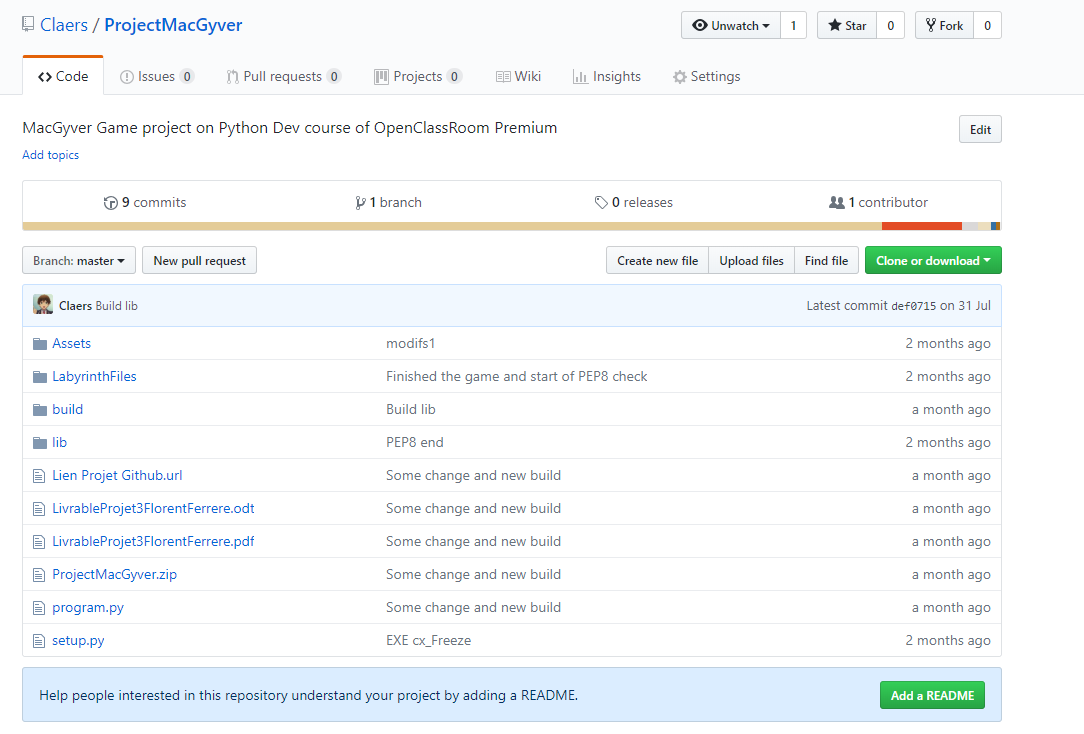 Claers / ProjectMacGyver Unwatch 1 Star 0 Fork 0
Code Issues 0 Pull requests 0 Projects 0 Wiki Insights Settings
MacGyver Game project on Python Dev course of OpenClassRoom Premium Edit
Add topics
9 commits 1 branch 0 releases 1 contributor
Branch: master New pull request Create new file Upload files Find file Clone or download
Claers Build lib Latest commit def0715 on 31 Jul
Assets modifs1 2 months ago
LabyrinthFiles Finished the game and start of PEP8 check 2 months ago
build Build lib a month ago
lib PEP8 end 2 months ago
Lien Projet Github.url Some change and new build a month ago
LivrableProjet3FlorentFerrere.odt Some change and new build a month ago
LivrableProjet3FlorentFerrere.pdf Some change and new build a month ago
ProjectMacGyver.zip Some change and new build a month ago
program.py Some change and new build a month ago
setup.py EXE cx_Freeze 2 months ago
Help people interested in this repository understand your project by adding a README. Add a README